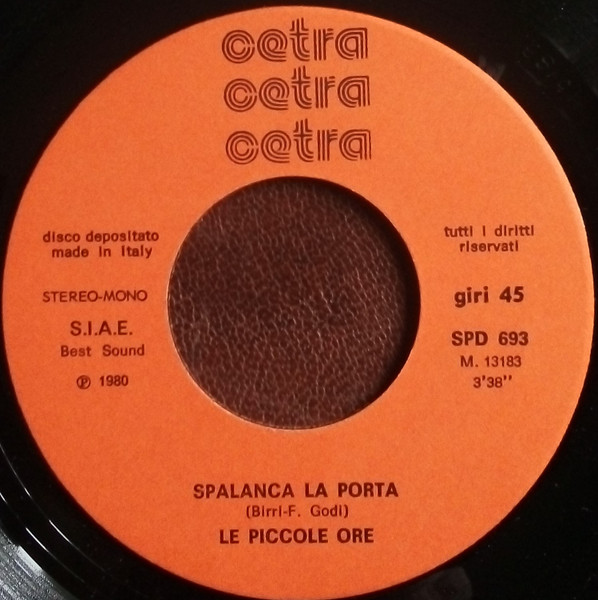 cetra
cetra
cetra
disco depositato
made in Italy
STEREO-MONO
S.I.A.E.
Best Sound
℗ 1980
tutti i diritti
riservati
giri 45
SPD 693
M. 13183
3'38''
SPALANCA LA PORTA
(Birri-F. Godi)
LE PICCOLE ORE